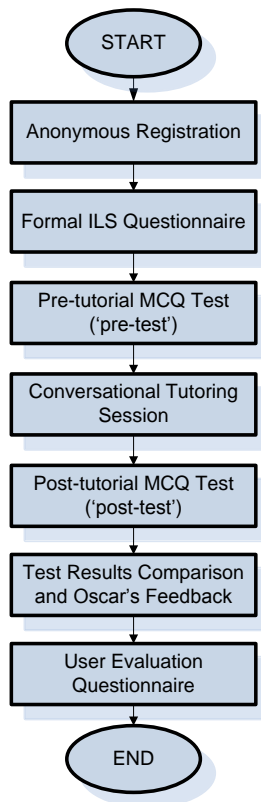 START
Anonymous Registration
Formal ILS Questionnaire
Pre-tutorial MCQ Test
(‘pre-test’)
Conversational Tutoring
Session
Post-tutorial MCQ Test
(‘post-test’)
Test Results Comparison
and Oscar’s Feedback
User Evaluation
Questionnaire
END